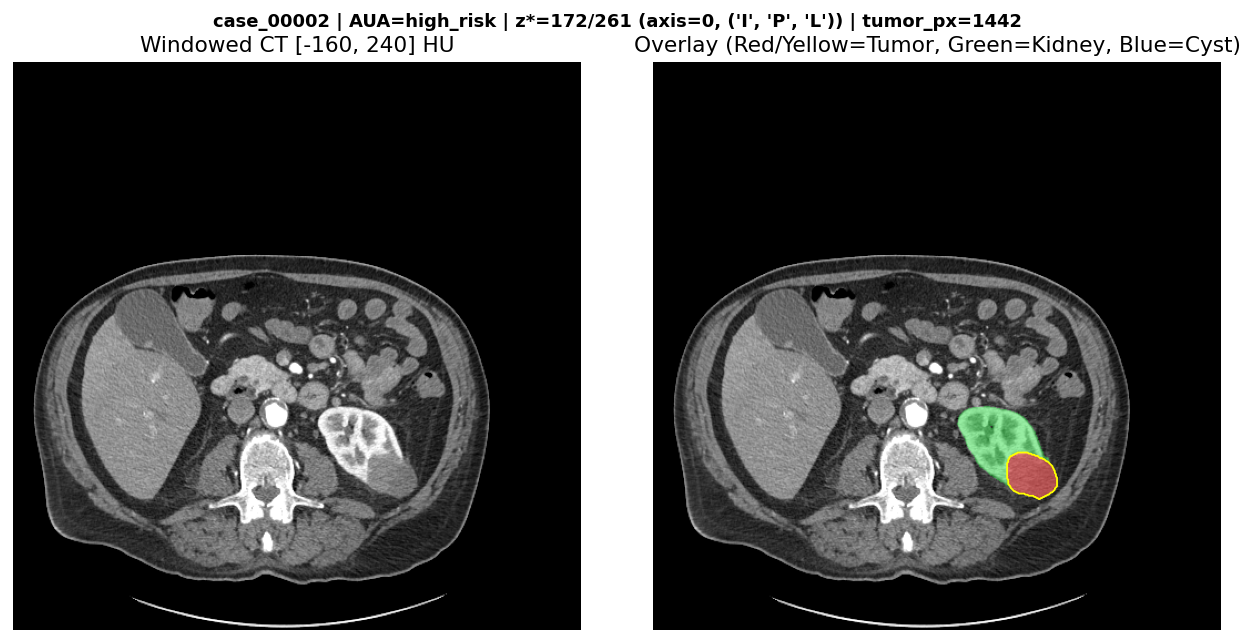 case_00002 | AUA=high_risk | z*=172/261 (axis=0, ('I', 'P', 'L')) | tumor_px=1442
Windowed CT [-160, 240] HU
Overlay (Red/Yellow=Tumor, Green=Kidney, Blue=Cyst)